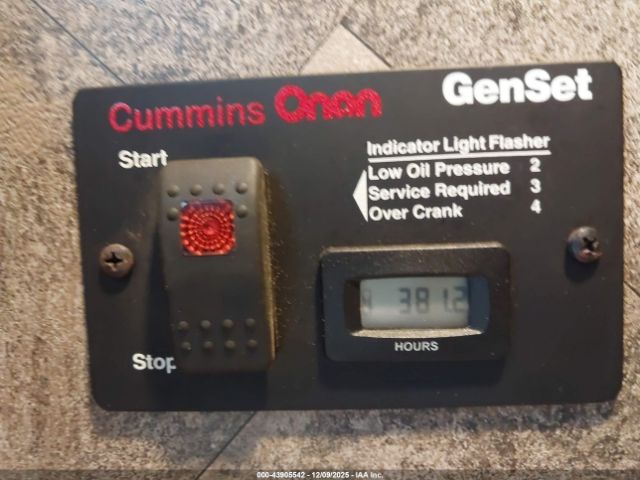 Cummins Onan GenSet
Start
Indicator Light Flasher
Low Oil Pressure 2
Service Required 3
Over Crank 4
381.2
Stop
HOURS
000-43905542 - 12/09/2025 - IAA Inc.